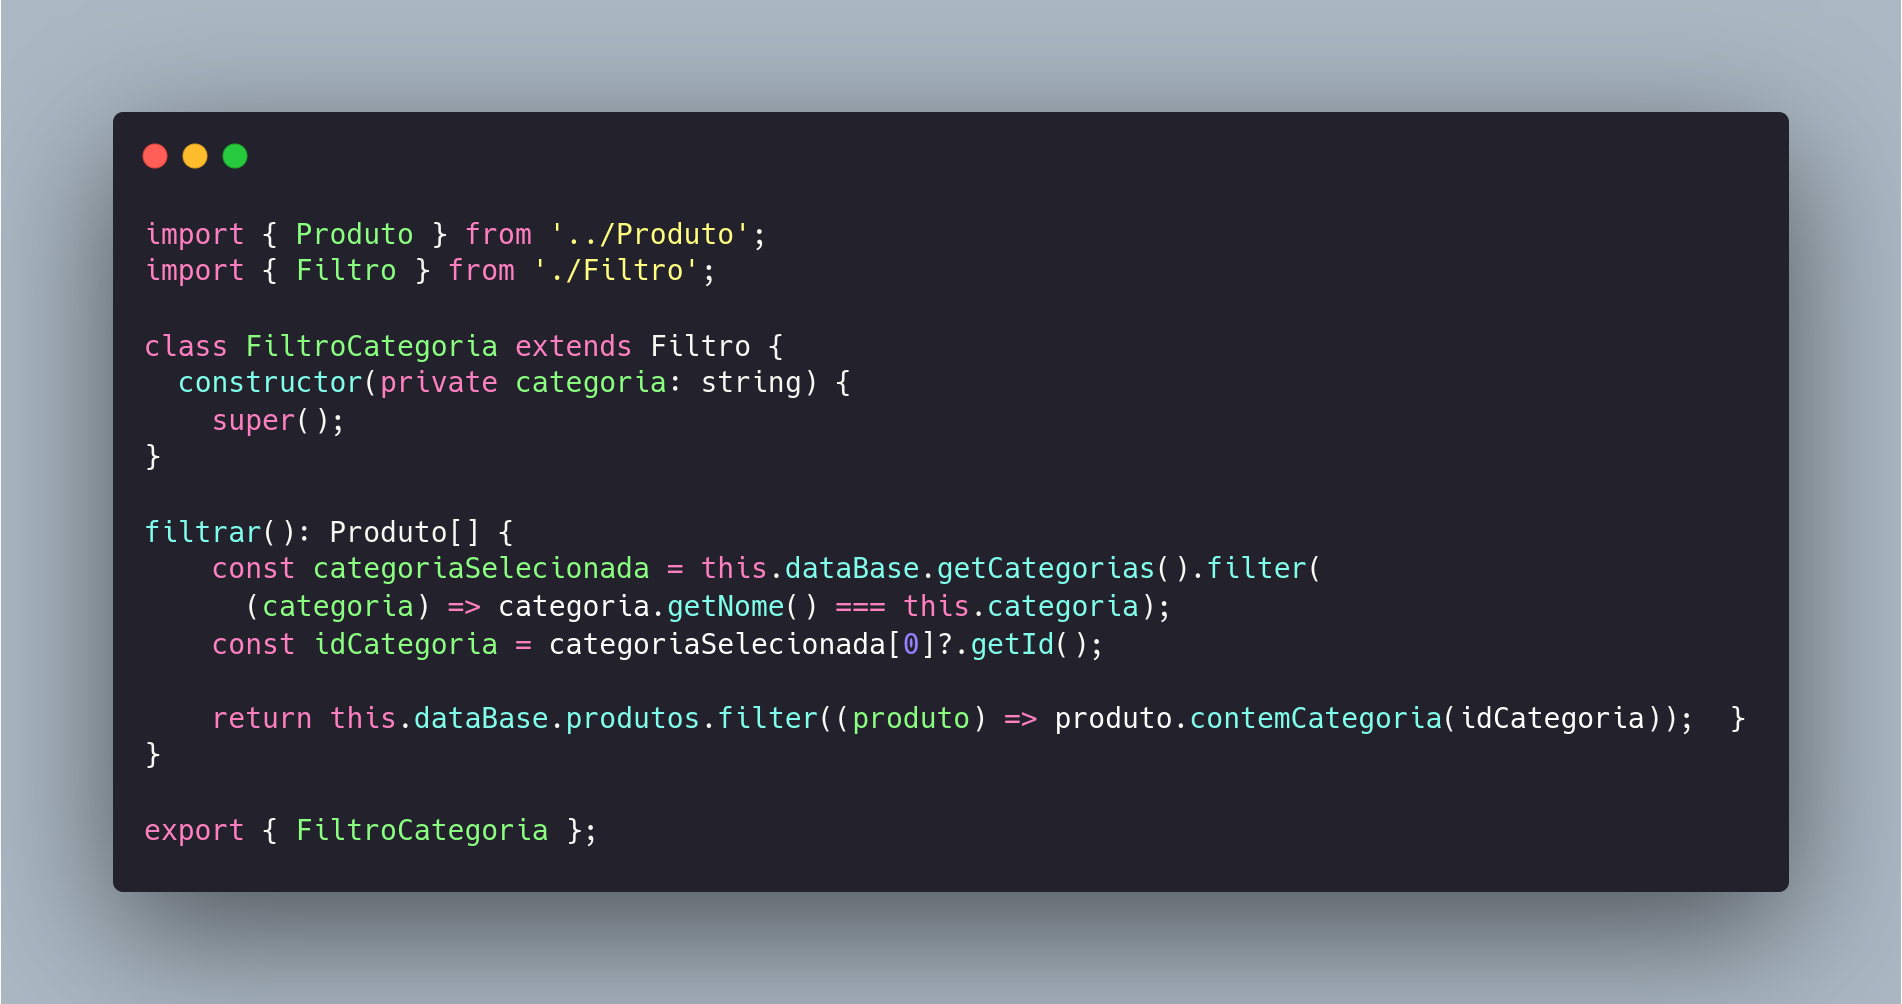 import { Produto } from '../Produto';
import { Filtro } from './Filtro';

class FiltroCategoria extends Filtro {
  constructor(private categoria: string) {
    super();
}

filtrar(): Produto[] {
    const categoriaSelecionada = this.dataBase.getCategorias().filter(
      (categoria) => categoria.getNome() === this.categoria);
    const idCategoria = categoriaSelecionada[0]?.getId();

    return this.dataBase.produtos.filter((produto) => produto.contemCategoria(idCategoria));  }
}

export { FiltroCategoria };